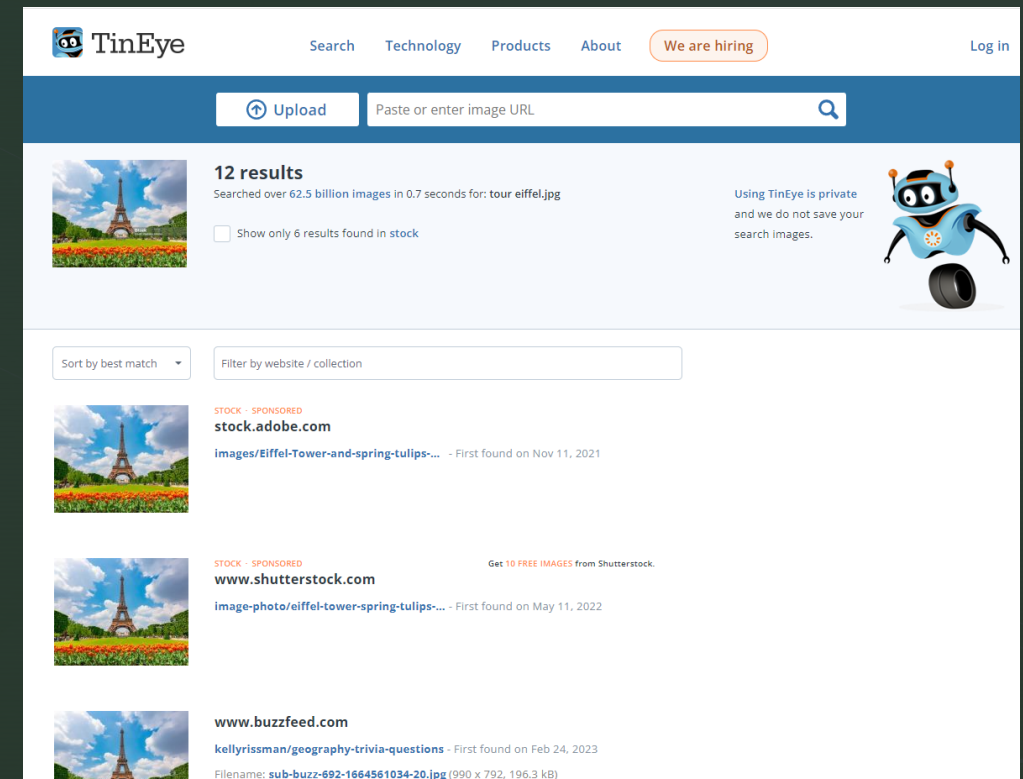 TinEye
Search Technology Products About We are hiring Log in
Upload Paste or enter image URL
12 results
Searched over 62.5 billion images in 0.7 seconds for: tour eiffel.jpg
Show only 6 results found in stock
Using TinEye is private
and we do not save your
search images.
Sort by best match Filter by website / collection
STOCK · SPONSORED
stock.adobe.com
images/Eiffel-Tower-and-spring-tulips-... - First found on Nov 11, 2021
STOCK · SPONSORED Get 10 FREE IMAGES from Shutterstock.
www.shutterstock.com
image-photo/eiffel-tower-spring-tulips-... - First found on May 11, 2022
www.buzzfeed.com
kellyrissman/geography-trivia-questions - First found on Feb 24, 2023
Filename: sub-buzz-692-1664561034-20.jpg (990 x 792, 196.3 kB)